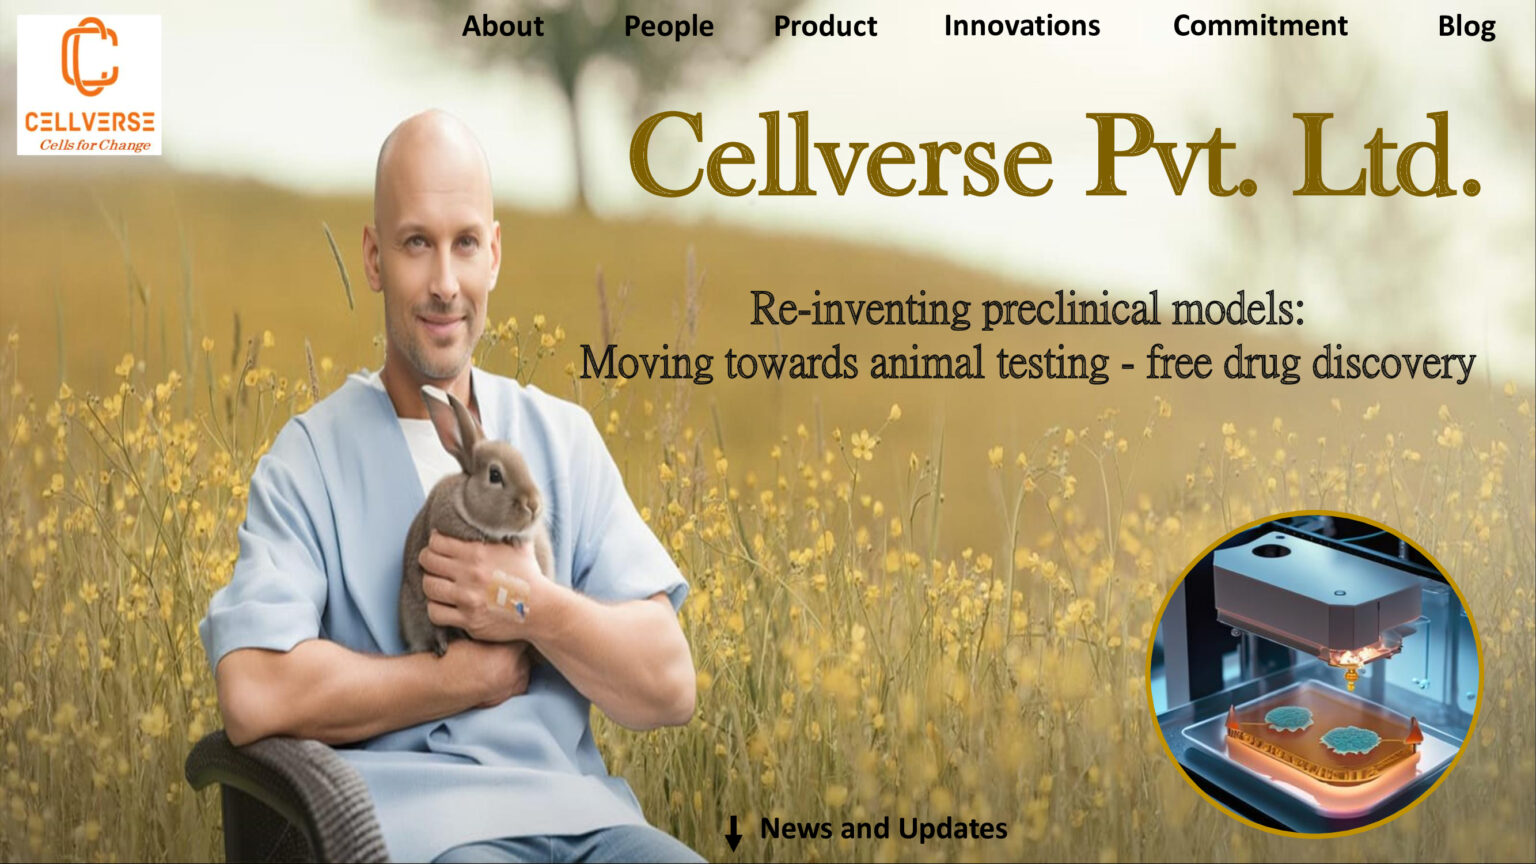 CELLVERSE
Cells for Change
About People Product Innovations Commitment Blog
Cellverse Pvt. Ltd.
Re-inventing preclinical models:
Moving towards animal testing - free drug discovery
News and Updates